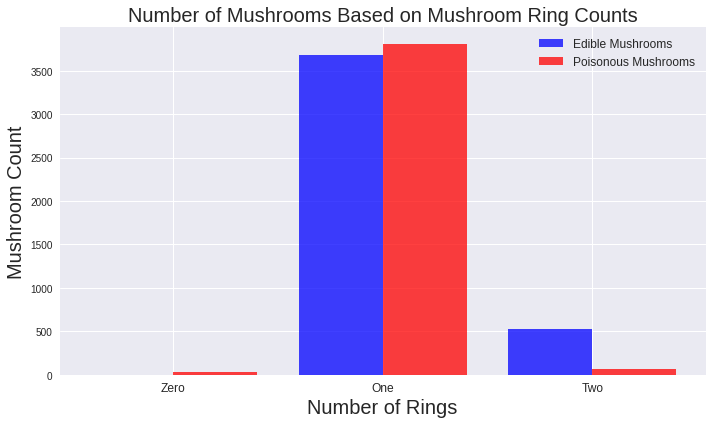 Number of Mushrooms Based on Mushroom Ring Counts
Edible Mushrooms
Poisonous Mushrooms
Mushroom Count
3500
3000
2500
2000
1500
1000
500
0
Zero
One
Two
Number of Rings